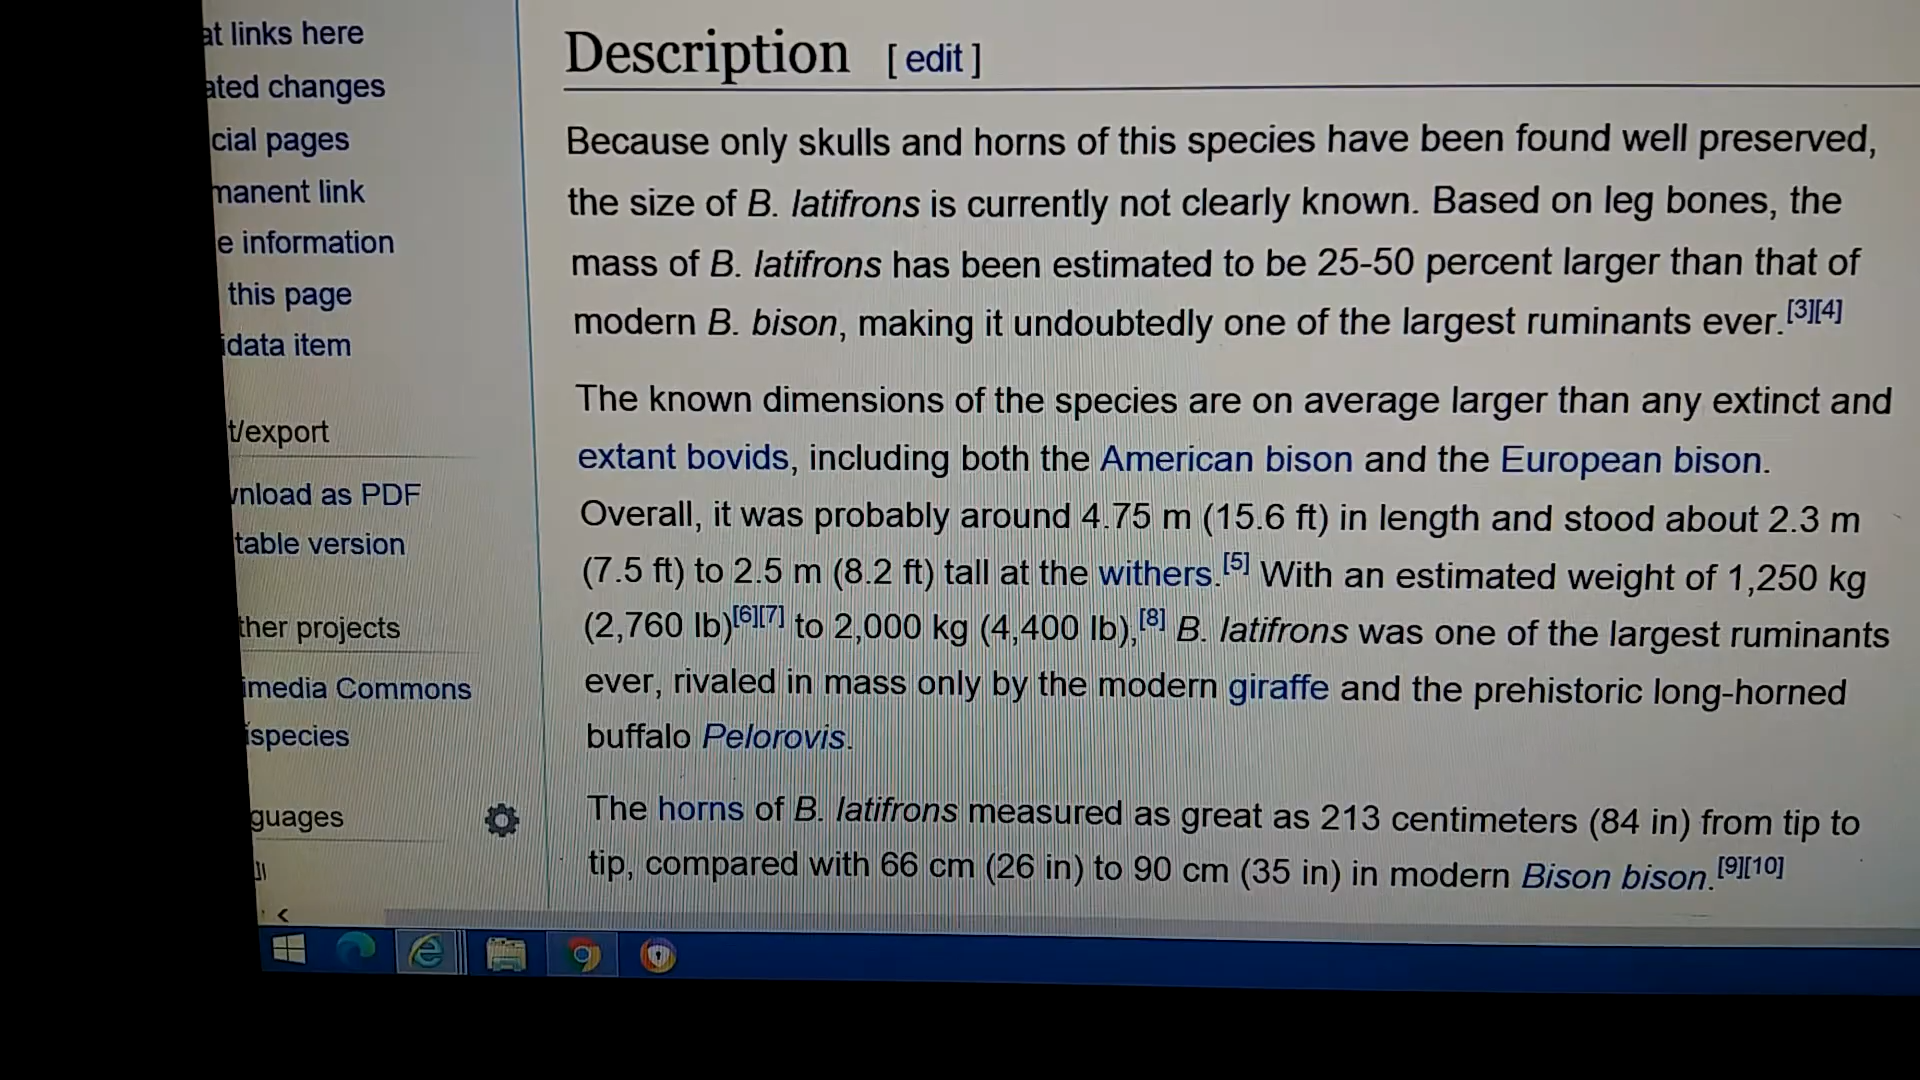 at links here
ated changes
cial pages
manent link
e information
this page
idata item
t/export
wnload as PDF
table version
ther projects
imedia Commons
ispecies
guages
Description [ edit ]
Because only skulls and horns of this species have been found well preserved,
the size of B. latifrons is currently not clearly known. Based on leg bones, the
mass of B. latifrons has been estimated to be 25-50 percent larger than that of
modern B. bison, making it undoubtedly one of the largest ruminants ever.[3][4]
The known dimensions of the species are on average larger than any extinct and
extant bovids, including both the American bison and the European bison.
Overall, it was probably around 4.75 m (15.6 ft) in length and stood about 2.3 m
(7.5 ft) to 2.5 m (8.2 ft) tall at the withers.[5] With an estimated weight of 1,250 kg
(2,760 lb)[6][7] to 2,000 kg (4,400 lb),[8] B. latifrons was one of the largest ruminants
ever, rivaled in mass only by the modern giraffe and the prehistoric long-horned
buffalo Pelorovis.
The horns of B. latifrons measured as great as 213 centimeters (84 in) from tip to
tip, compared with 66 cm (26 in) to 90 cm (35 in) in modern Bison bison.[9][10]